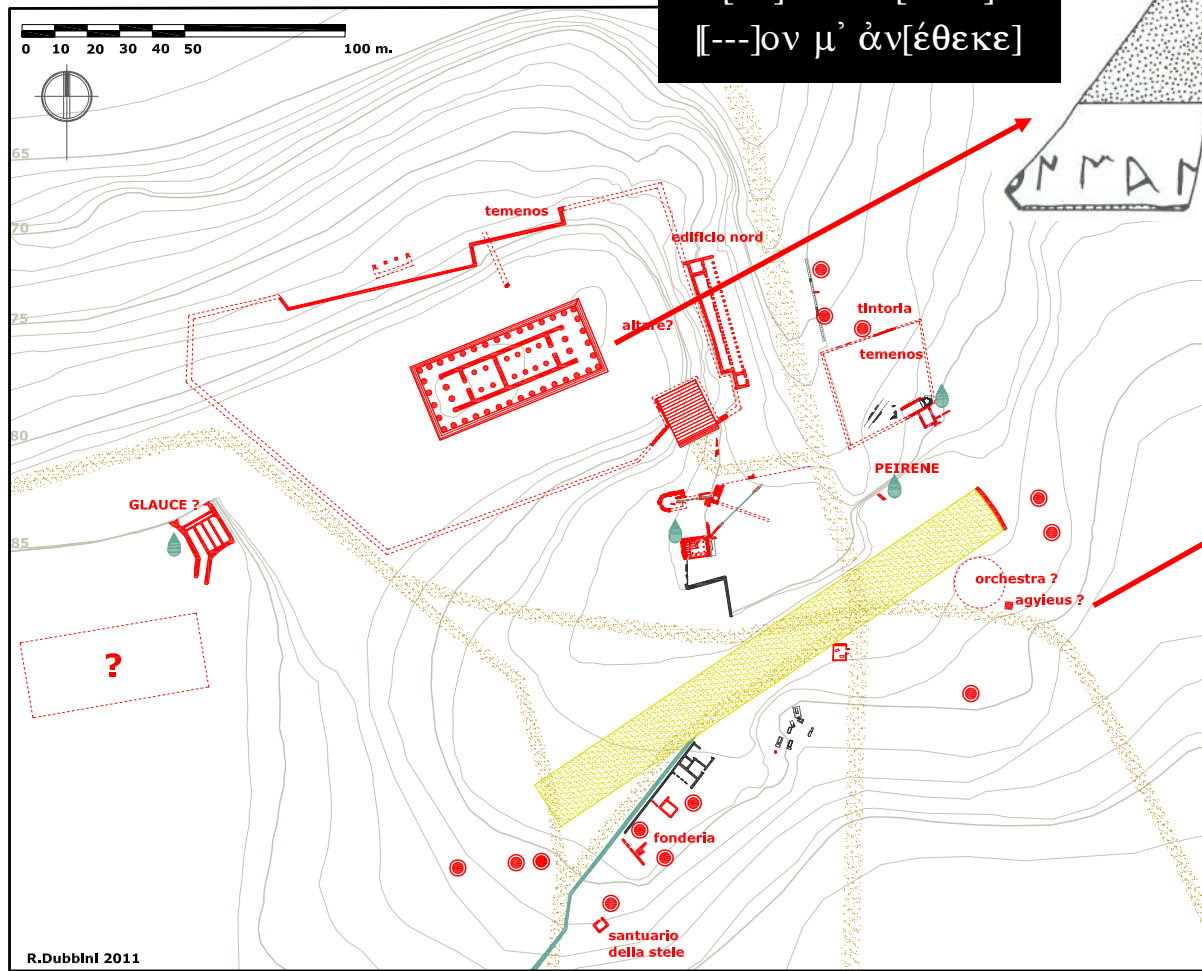 [---]ον μ’ ἀν[έθεκε]
0 10 20 30 40 50 100 m.
65
70
75
80
85
temenos
edificio nord
altare?
tintoria
temenos
PEIRENE
GLAUCE ?
?
orchestra ?
agyieus ?
fonderia
santuario
della stele
R.Dubbini 2011